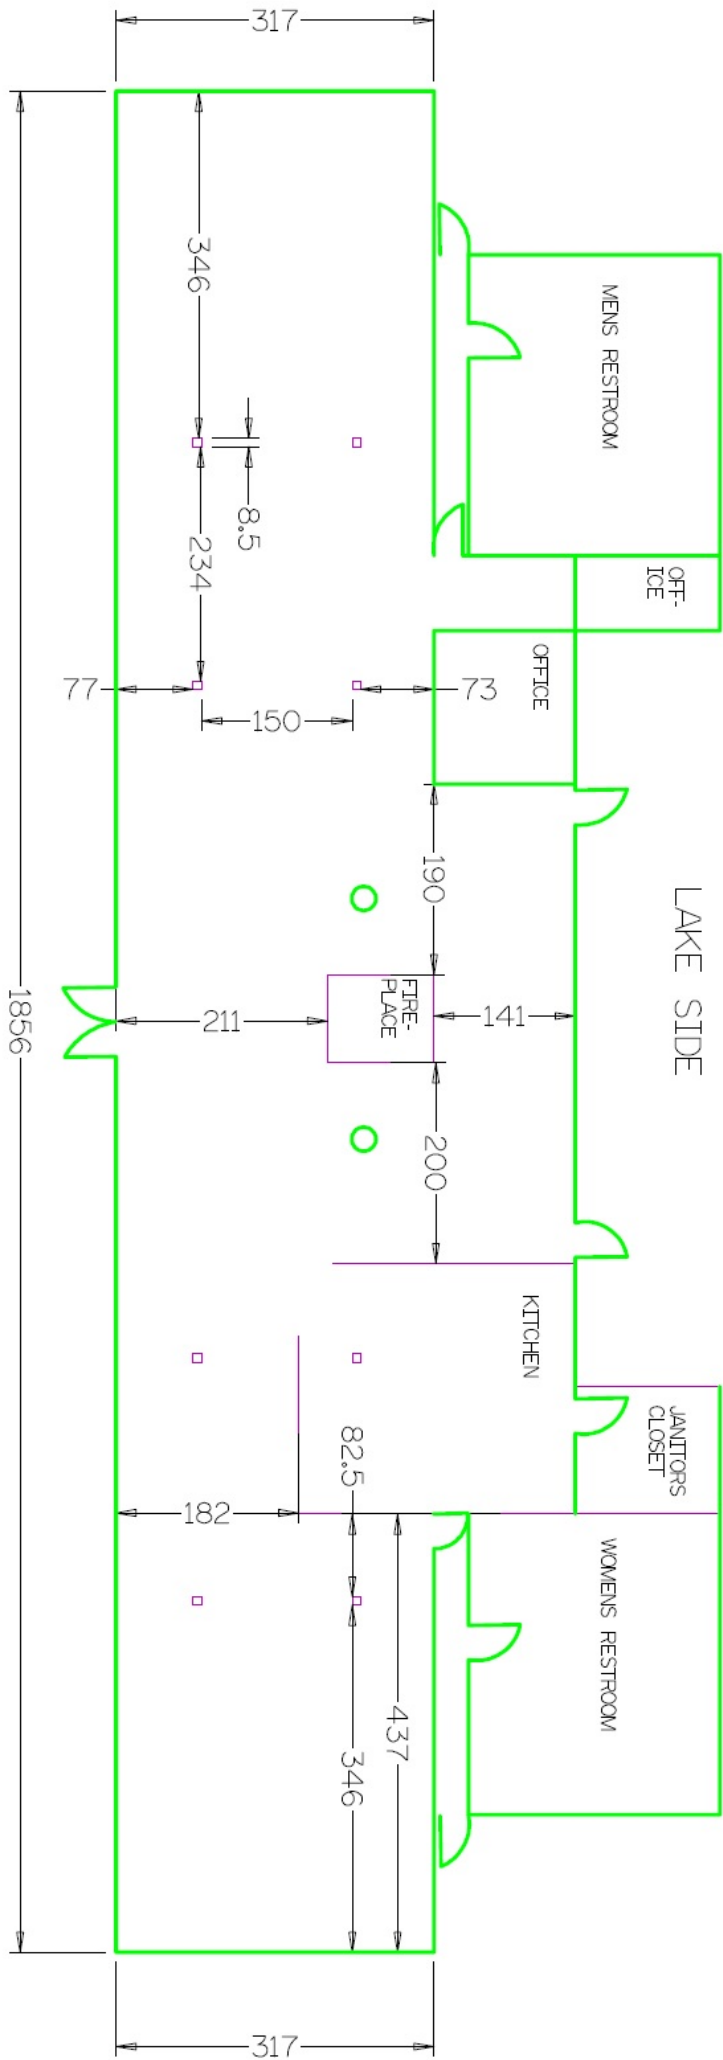 317
346
8.5
234
77
73
150
MENS RESTROOM
OFF-
ICE
OFFICE
LAKE SIDE
190
FIRE-
PLACE
211
141
1856
200
KITCHEN
JANITORS
CLOSET
82.5
182
WOMENS RESTROOM
437
346
317